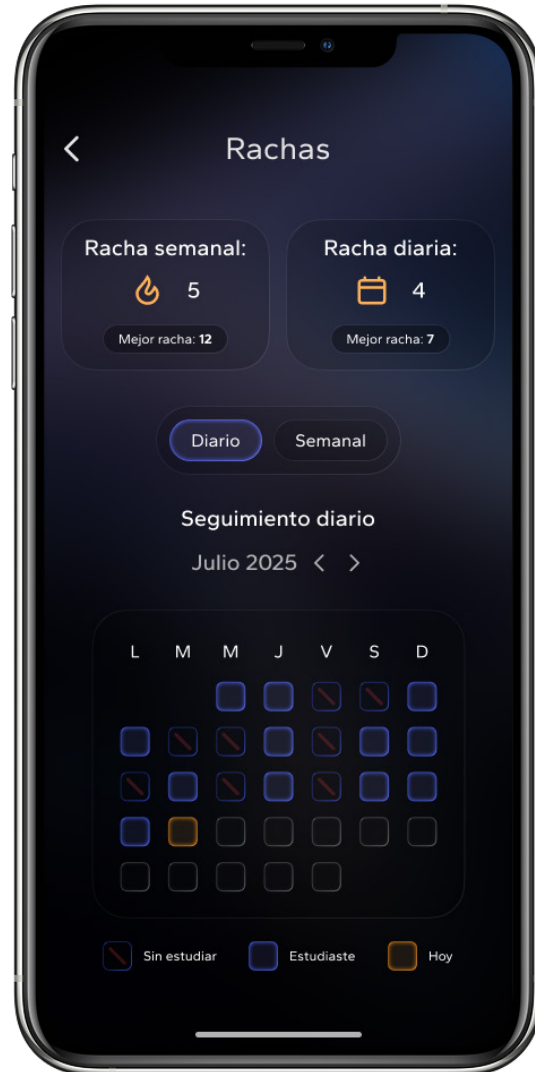 Rachas
Racha semanal:
5
Mejor racha: 12
Racha diaria:
4
Mejor racha: 7
Diario
Semanal
Seguimiento diario
Julio 2025
L M M J V S D
Sin estudiar
Estudiaste
Hoy